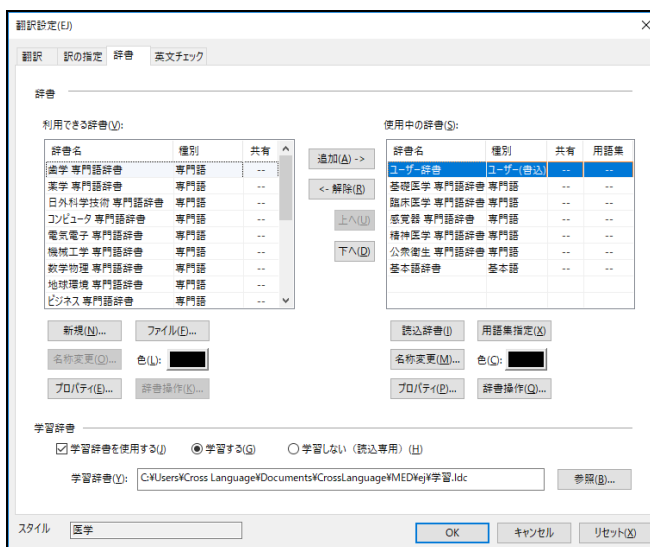 翻訳設定(EJ)
翻訳 訳の指定 辞書 英文チェック
辞書
利用できる辞書(V):
辞書名 種別 共有
歯学 専門語辞書 専門語 --
薬学 専門語辞書 専門語 --
日外科学技術 専門語辞書 専門語 --
コンピュータ 専門語辞書 専門語 --
電気電子 専門語辞書 専門語 --
機械工学 専門語辞書 専門語 --
数学物理 専門語辞書 専門語 --
地球環境 専門語辞書 専門語 --
ビジネス 専門語辞書 専門語 --
追加(A) ->
<- 解除(R)
上へ(U)
下へ(D)
使用中の辞書(S):
辞書名 種別 共有 用語集
ユーザー辞書 ユーザー(書込) -- --
基礎医学 専門語辞書 専門語 -- --
臨床医学 専門語辞書 専門語 -- --
感覚器 専門語辞書 専門語 -- --
精神医学 専門語辞書 専門語 -- --
公衆衛生 専門語辞書 専門語 -- --
基本語辞書 基本語 -- --
新規(N)... ファイル(F)...
名称変更(O)... 色(L):
プロパティ(E)... 辞書操作(K)...
読込辞書(I) 用語集指定(X)
名称変更(M)... 色(C):
プロパティ(P)... 辞書操作(Q)...
学習辞書
学習辞書を使用する(J) 学習する(G) 学習しない（読込専用）(H)
学習辞書(Y): C:¥Users¥Cross Language¥Documents¥CrossLanguage¥MED¥ej¥学習.ldc 参照(B)...
スタイル 医学 OK キャンセル リセット(X)